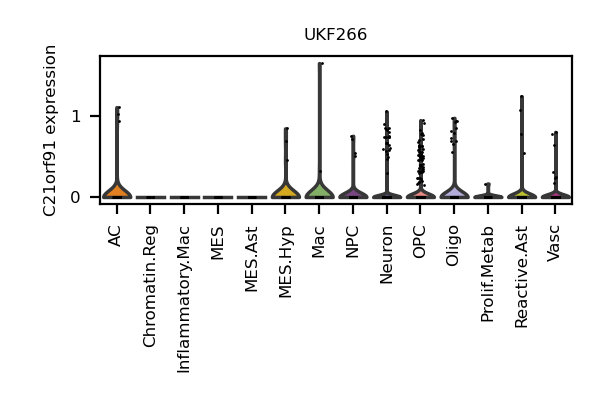 UKF266
C21orf91 expression
1
0
AC
Chromatin.Reg
Inflammatory.Mac
MES
MES.Ast
MES.Hyp
Mac
NPC
Neuron
OPC
Oligo
Prolif.Metab
Reactive.Ast
Vasc